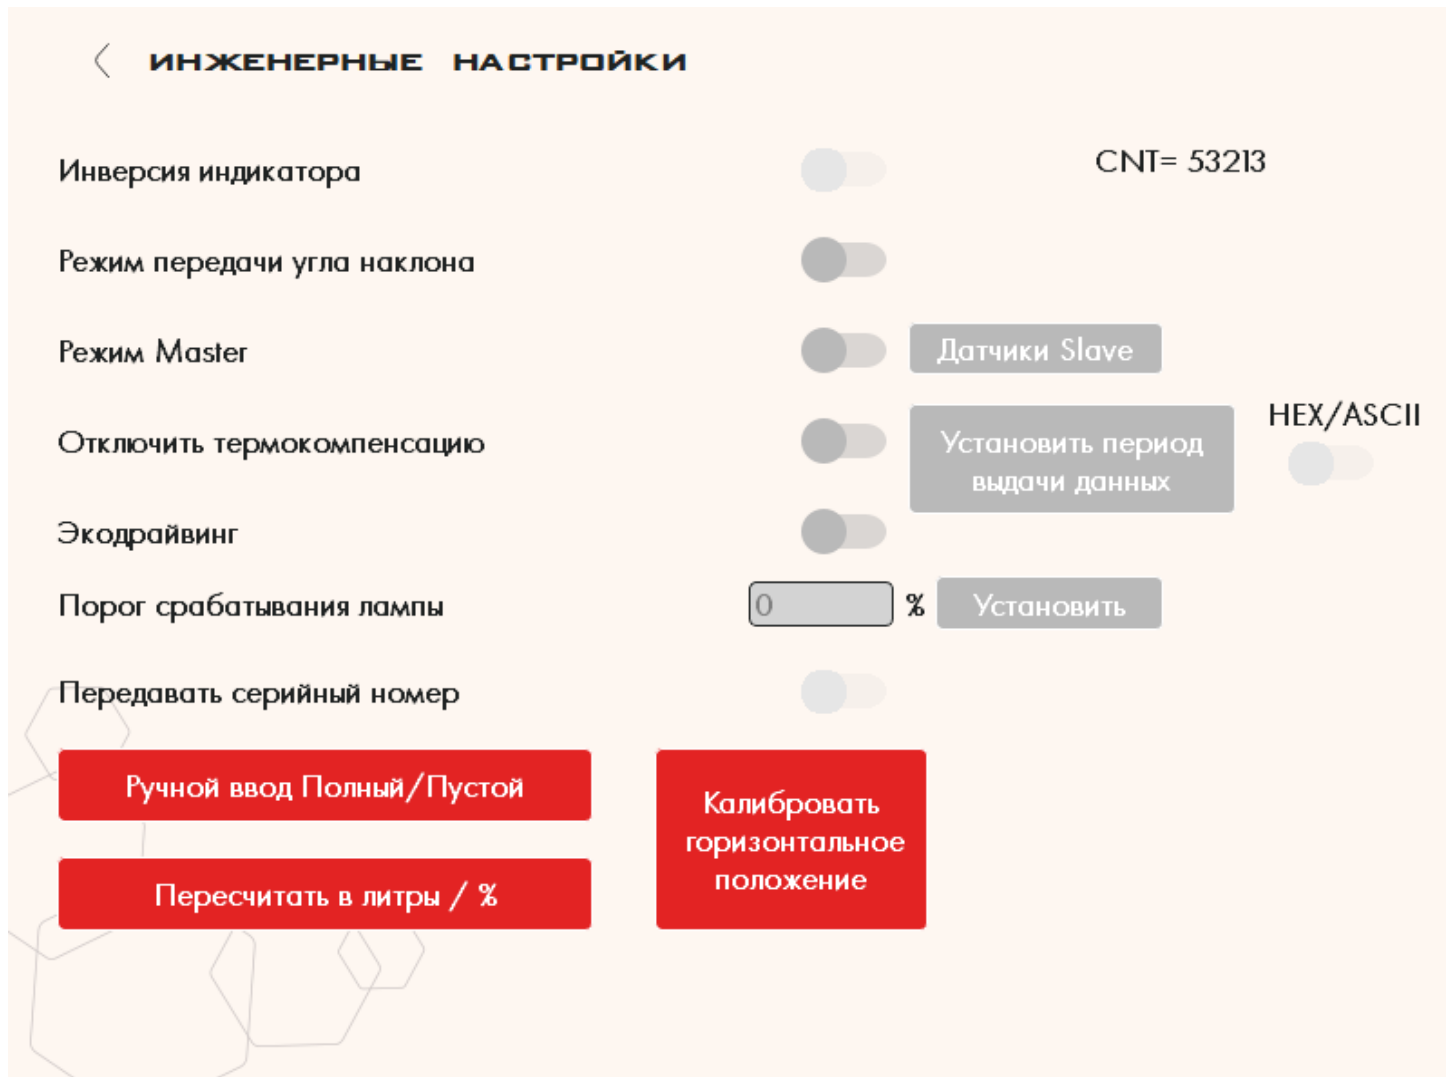 ИНЖЕНЕРНЫЕ НАСТРОЙКИ
Инверсия индикатора
CNT= 53213
Режим передачи угла наклона
Режим Master
Датчики Slave
Отключить термокомпенсацию
Установить период
выдачи данных
HEX/ASCII
Экодрайвинг
Порог срабатывания лампы
0
%
Установить
Передавать серийный номер
Ручной ввод Полный/Пустой
Пересчитать в литры / %
Калибровать
горизонтальное
положение